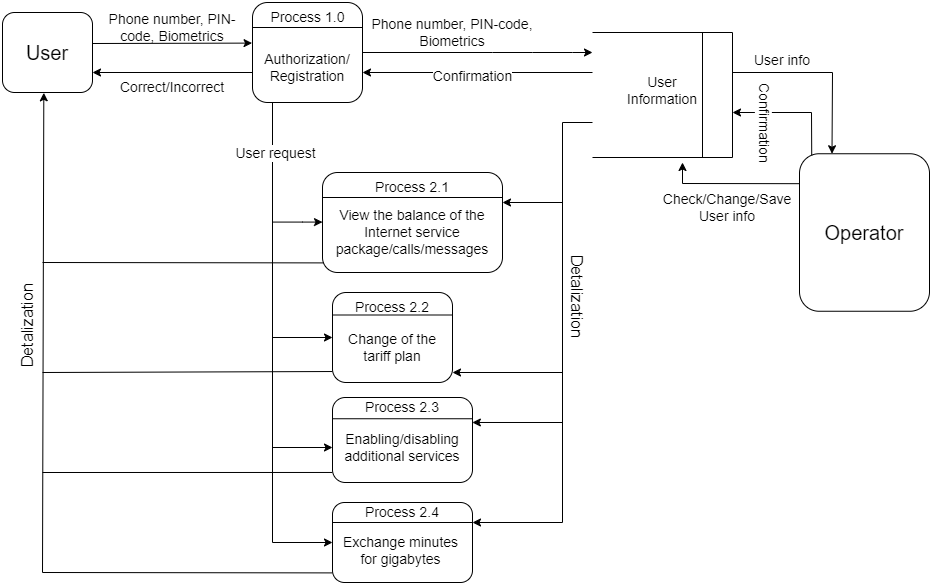 User
Phone number, PIN-
code, Biometrics
Correct/Incorrect
Process 1.0
Authorization/
Registration
Phone number, PIN-code,
Biometrics
Confirmation
User
Information
User info
Confirmation
Check/Change/Save
User info
Operator
User request
Process 2.1
View the balance of the
Internet service
package/calls/messages
Detalization
Detalization
Process 2.2
Change of the
tariff plan
Process 2.3
Enabling/disabling
additional services
Process 2.4
Exchange minutes
for gigabytes